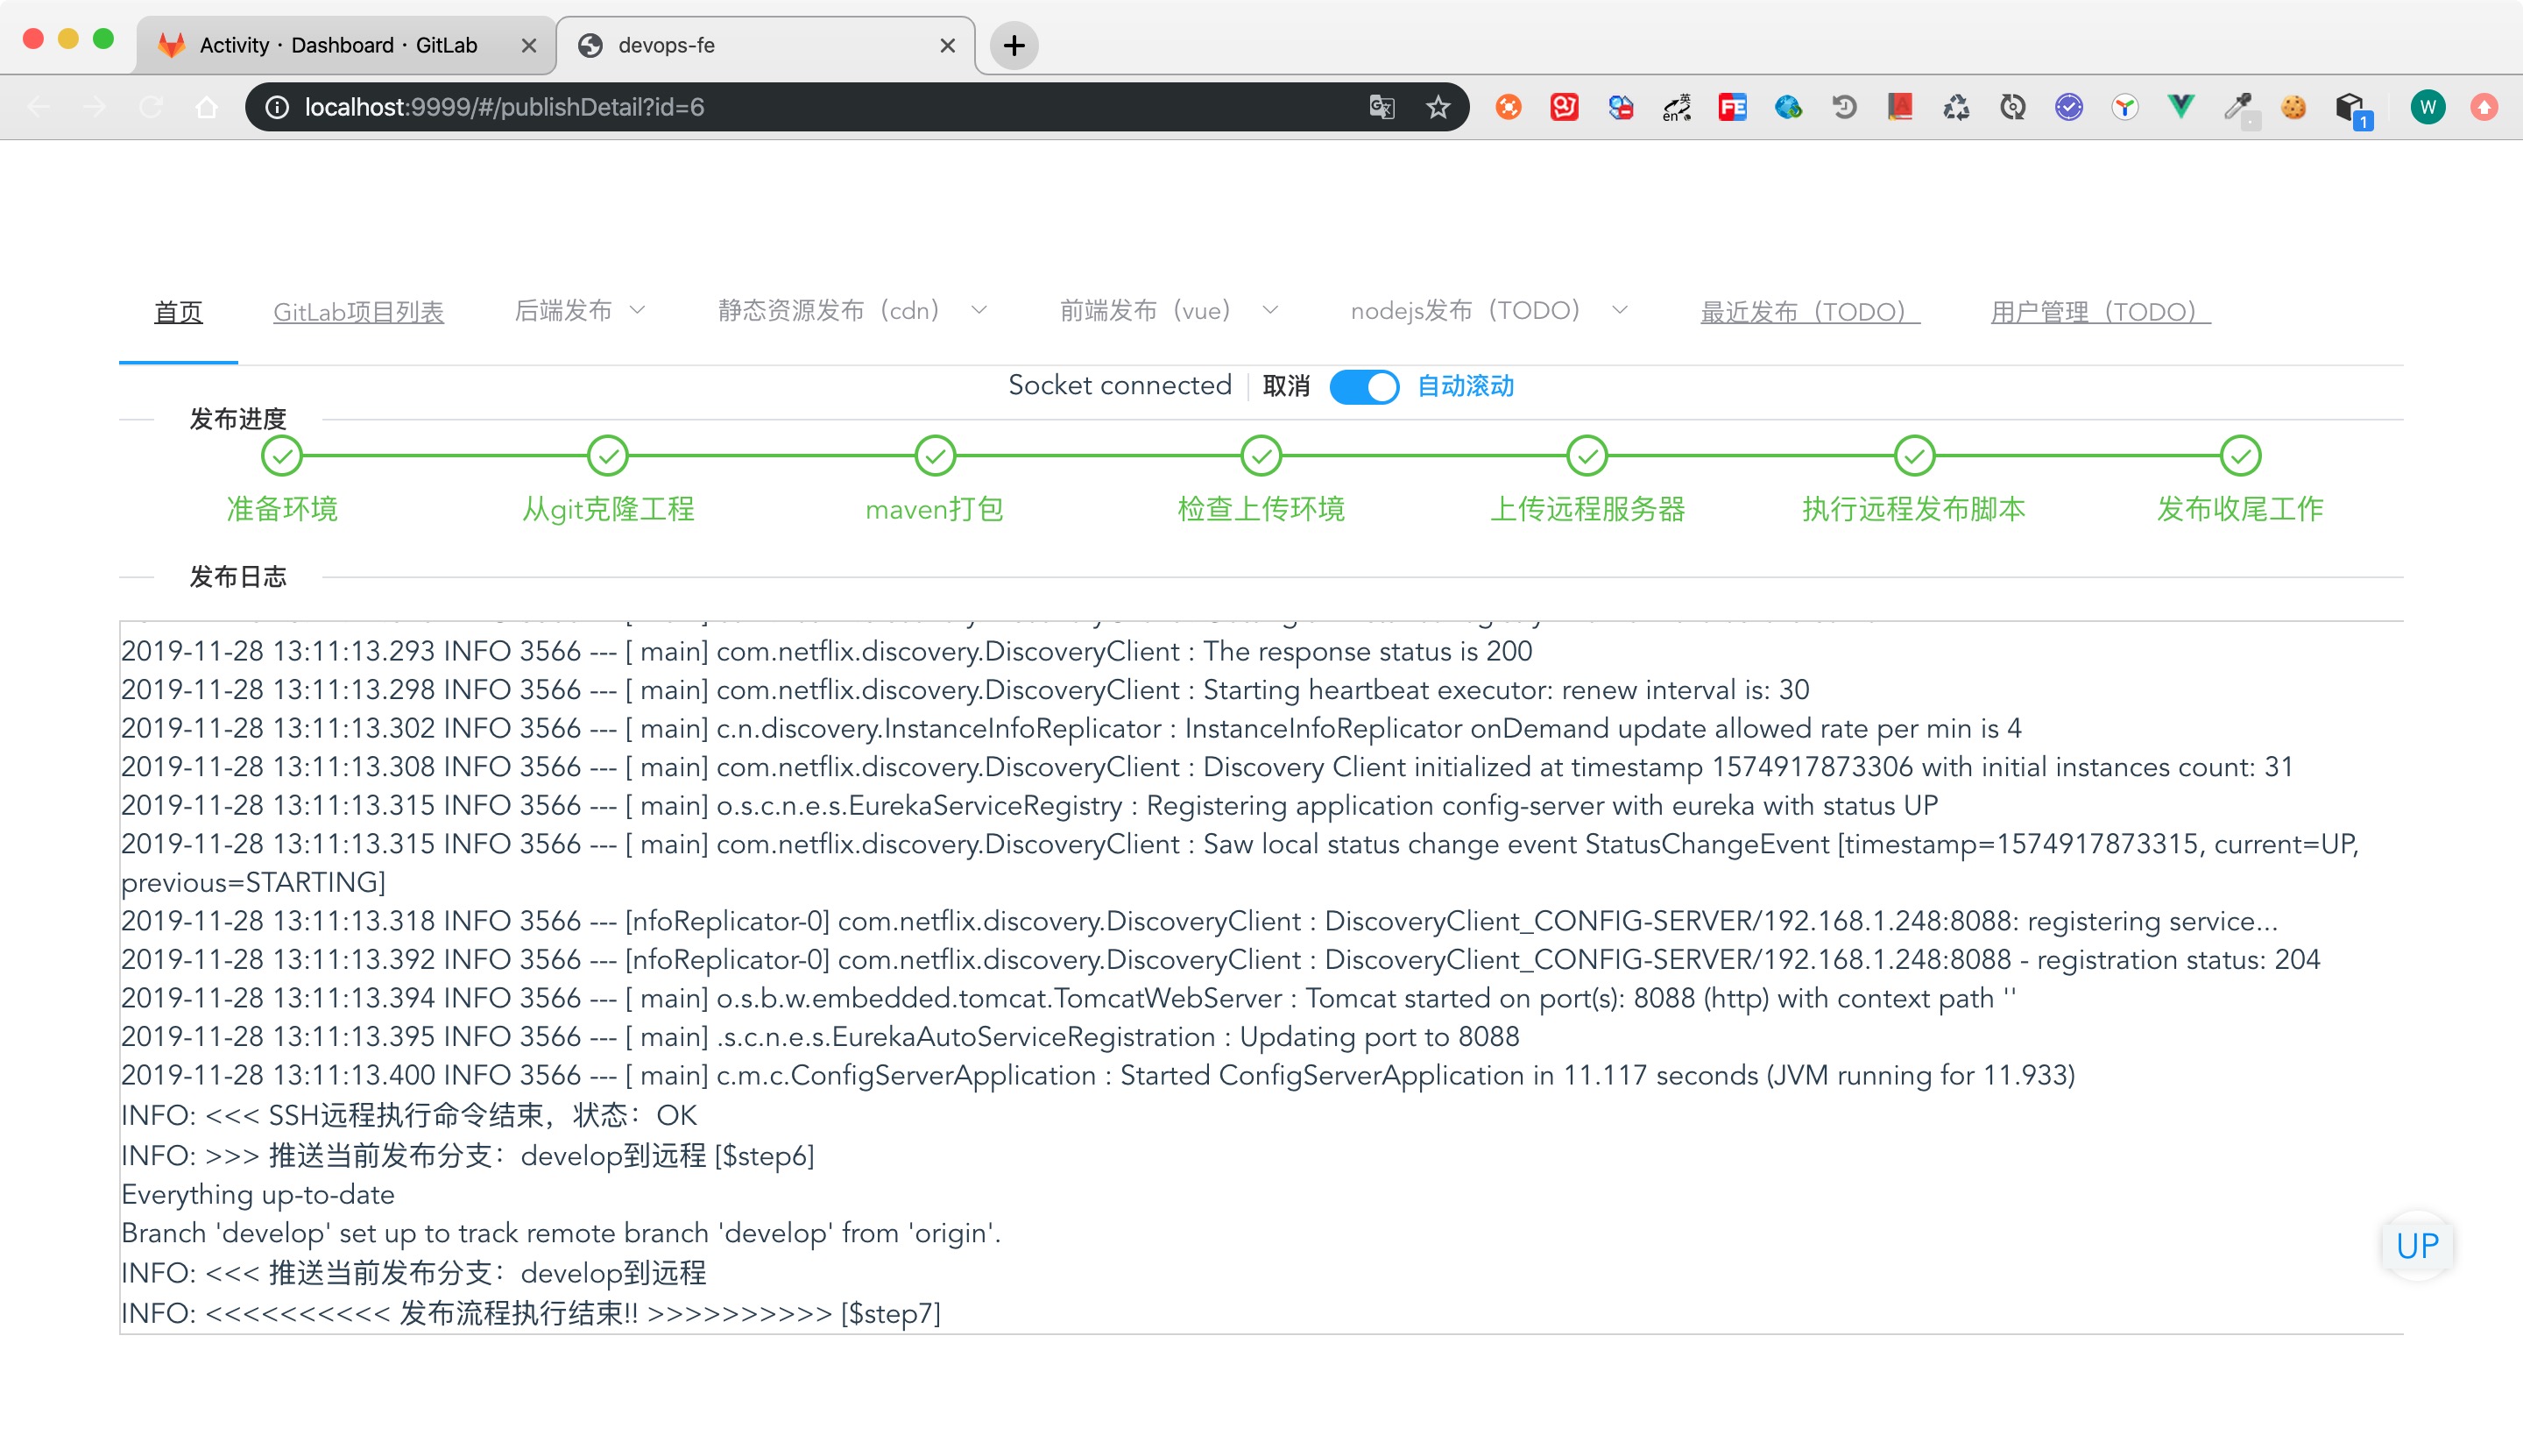 Activity · Dashboard · GitLab
devops-fe
localhost:9999/#/publishDetail?id=6
英
en
FE
1
W
首页
GitLab项目列表
后端发布
静态资源发布（cdn）
前端发布（vue）
nodejs发布（TODO）
最近发布（TODO）
用户管理（TODO）
Socket connected
取消
自动滚动
发布进度
准备环境
从git克隆工程
maven打包
检查上传环境
上传远程服务器
执行远程发布脚本
发布收尾工作
发布日志
2019-11-28 13:11:13.293 INFO 3566 --- [ main] com.netflix.discovery.DiscoveryClient : The response status is 200
2019-11-28 13:11:13.298 INFO 3566 --- [ main] com.netflix.discovery.DiscoveryClient : Starting heartbeat executor: renew interval is: 30
2019-11-28 13:11:13.302 INFO 3566 --- [ main] c.n.discovery.InstanceInfoReplicator : InstanceInfoReplicator onDemand update allowed rate per min is 4
2019-11-28 13:11:13.308 INFO 3566 --- [ main] com.netflix.discovery.DiscoveryClient : Discovery Client initialized at timestamp 1574917873306 with initial instances count: 31
2019-11-28 13:11:13.315 INFO 3566 --- [ main] o.s.c.n.e.s.EurekaServiceRegistry : Registering application config-server with eureka with status UP
2019-11-28 13:11:13.315 INFO 3566 --- [ main] com.netflix.discovery.DiscoveryClient : Saw local status change event StatusChangeEvent [timestamp=1574917873315, current=UP,
previous=STARTING]
2019-11-28 13:11:13.318 INFO 3566 --- [nfoReplicator-0] com.netflix.discovery.DiscoveryClient : DiscoveryClient_CONFIG-SERVER/192.168.1.248:8088: registering service...
2019-11-28 13:11:13.392 INFO 3566 --- [nfoReplicator-0] com.netflix.discovery.DiscoveryClient : DiscoveryClient_CONFIG-SERVER/192.168.1.248:8088 - registration status: 204
2019-11-28 13:11:13.394 INFO 3566 --- [ main] o.s.b.w.embedded.tomcat.TomcatWebServer : Tomcat started on port(s): 8088 (http) with context path ''
2019-11-28 13:11:13.395 INFO 3566 --- [ main] .s.c.n.e.s.EurekaAutoServiceRegistration : Updating port to 8088
2019-11-28 13:11:13.400 INFO 3566 --- [ main] c.m.c.ConfigServerApplication : Started ConfigServerApplication in 11.117 seconds (JVM running for 11.933)
INFO: <<< SSH远程执行命令结束，状态：OK
INFO: >>> 推送当前发布分支：develop到远程 [$step6]
Everything up-to-date
Branch 'develop' set up to track remote branch 'develop' from 'origin'.
INFO: <<< 推送当前发布分支：develop到远程
INFO: <<<<<<<<<< 发布流程执行结束!! >>>>>>>>>> [$step7]
UP